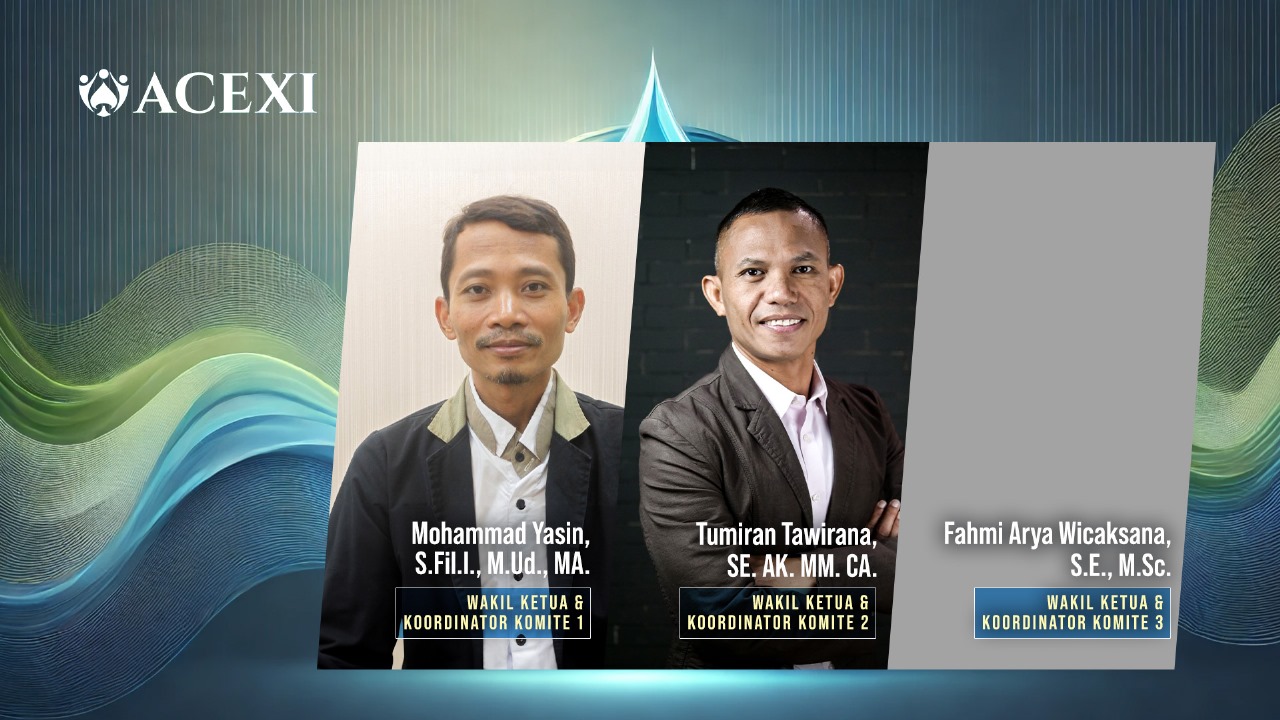 ACEXI
Mohammad Yasin,
S.Fil.I., M.Ud., MA.
WAKIL KETUA &
KOORDINATOR KOMITE 1
Tumiran Tawirana,
SE. AK. MM. CA.
WAKIL KETUA &
KOORDINATOR KOMITE 2
Fahmi Arya Wicaksana,
S.E., M.Sc.
WAKIL KETUA &
KOORDINATOR KOMITE 3